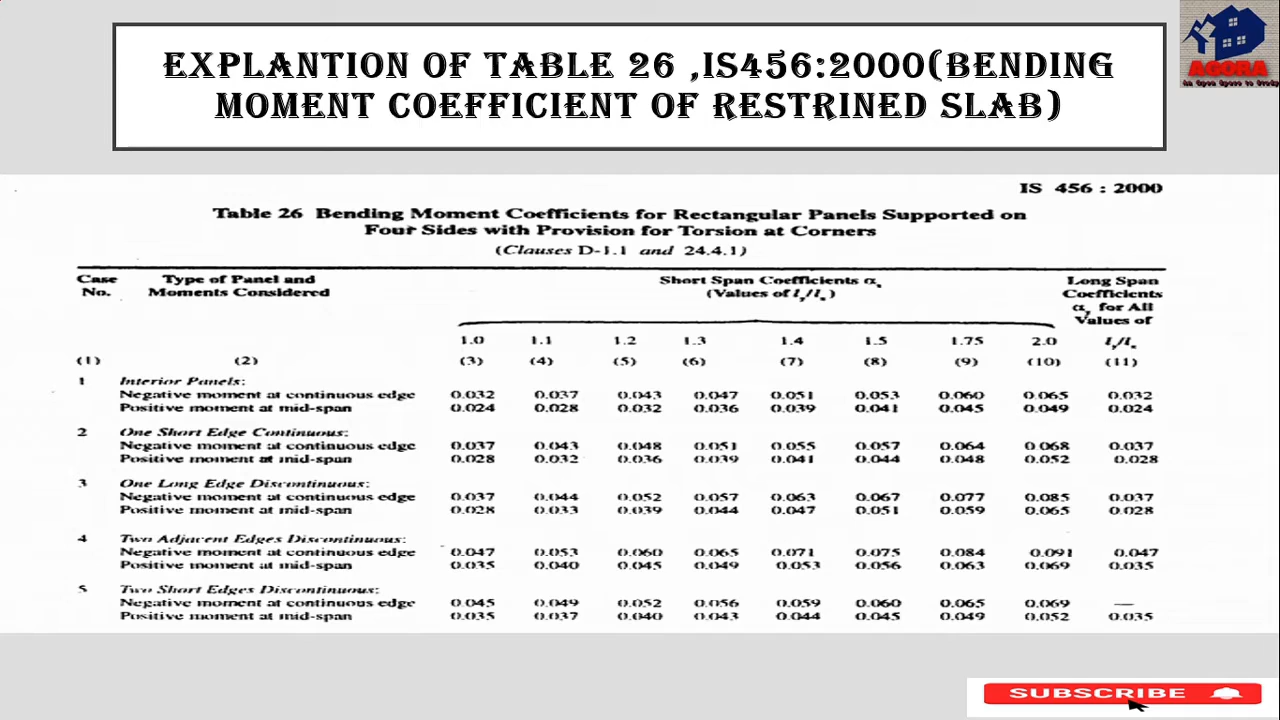 EXPLANTION OF TABLE 26 ,IS456:2000(BENDING
MOMENT COEFFICIENT OF RESTRINED SLAB)
AGORA
An Open Space to Study
IS 456 : 2000
Table 26 Bending Moment Coefficients for Rectangular Panels Supported on
Four Sides with Provision for Torsion at Corners
(Clauses D-1.1 and 24.4.1)
Case No. Type of Panel and Moments Considered Short Span Coefficients αx (Values of ly/lx) Long Span Coefficients αy for All Values of ly/lx
1.0 1.1 1.2 1.3 1.4 1.5 1.75 2.0
(1) (2) (3) (4) (5) (6) (7) (8) (9) (10) (11)
1 Interior Panels:
Negative moment at continuous edge 0.032 0.037 0.043 0.047 0.051 0.053 0.060 0.065 0.032
Positive moment at mid-span 0.024 0.028 0.032 0.036 0.039 0.041 0.045 0.049 0.024
2 One Short Edge Continuous:
Negative moment at continuous edge 0.037 0.043 0.048 0.051 0.055 0.057 0.064 0.068 0.037
Positive moment at mid-span 0.028 0.032 0.036 0.039 0.041 0.044 0.048 0.052 0.028
3 One Long Edge Discontinuous:
Negative moment at continuous edge 0.037 0.044 0.052 0.057 0.063 0.067 0.077 0.085 0.037
Positive moment at mid-span 0.028 0.033 0.039 0.044 0.047 0.051 0.059 0.065 0.028
4 Two Adjacent Edges Discontinuous:
Negative moment at continuous edge 0.047 0.053 0.060 0.065 0.071 0.075 0.084 0.091 0.047
Positive moment at mid-span 0.035 0.040 0.045 0.049 0.053 0.056 0.063 0.069 0.035
5 Two Short Edges Discontinuous:
Negative moment at continuous edge 0.045 0.049 0.052 0.056 0.059 0.060 0.065 0.069 —
Positive moment at mid-span 0.035 0.037 0.040 0.043 0.044 0.045 0.049 0.052 0.035
SUBSCRIBE